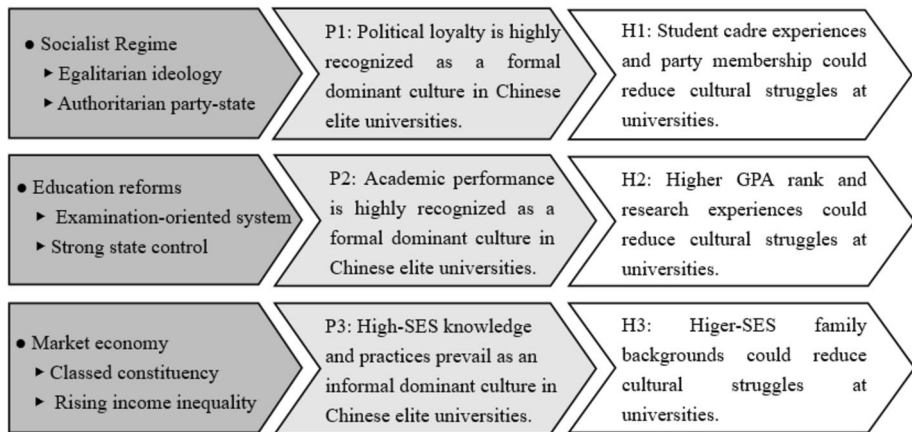 ● Socialist Regime
▸ Egalitarian ideology
▸ Authoritarian party-state
P1: Political loyalty is highly
recognized as a formal
dominant culture in Chinese
elite universities.
H1: Student cadre experiences
and party membership could
reduce cultural struggles at
universities.
● Education reforms
▸ Examination-oriented system
▸ Strong state control
P2: Academic performance
is highly recognized as a
formal dominant culture in
Chinese elite universities.
H2: Higher GPA rank and
research experiences could
reduce cultural struggles at
universities.
● Market economy
▸ Classed constituency
▸ Rising income inequality
P3: High-SES knowledge
and practices prevail as an
informal dominant culture in
Chinese elite universities.
H3: Higer-SES family
backgrounds could reduce
cultural struggles at
universities.